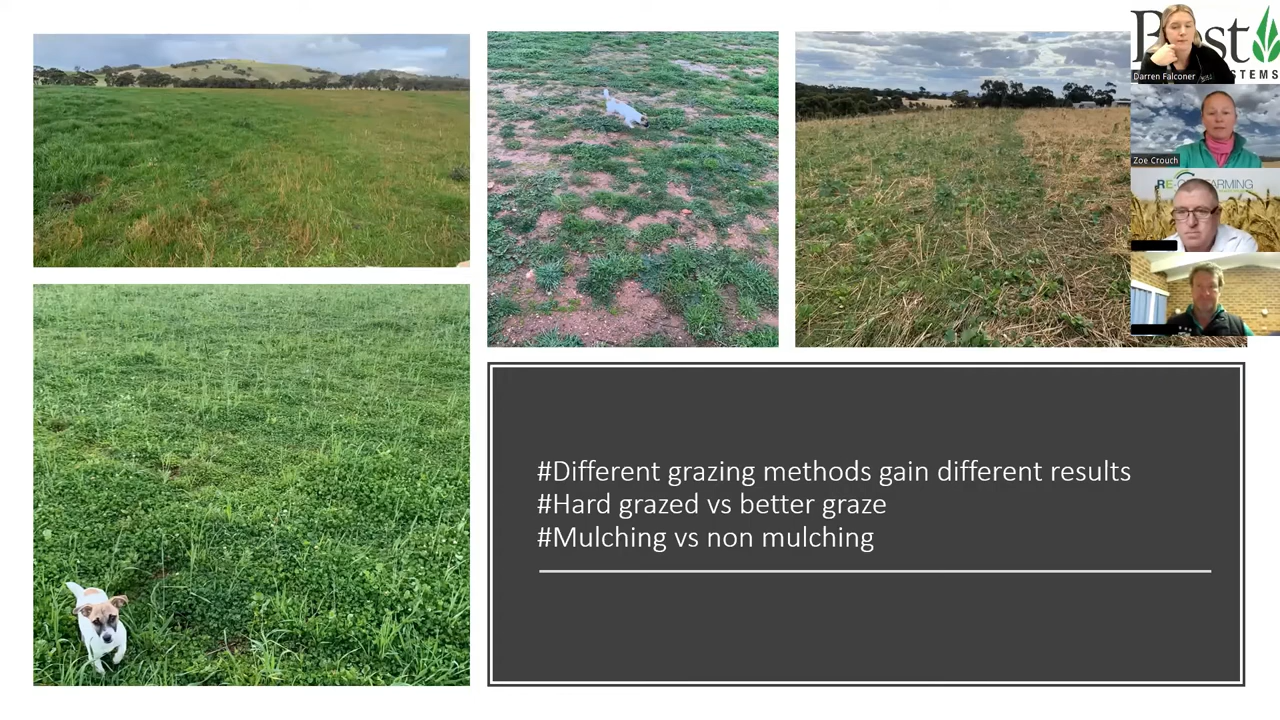 Darren Falconer
Zoe Crouch
#Different grazing methods gain different results
#Hard grazed vs better graze
#Mulching vs non mulching